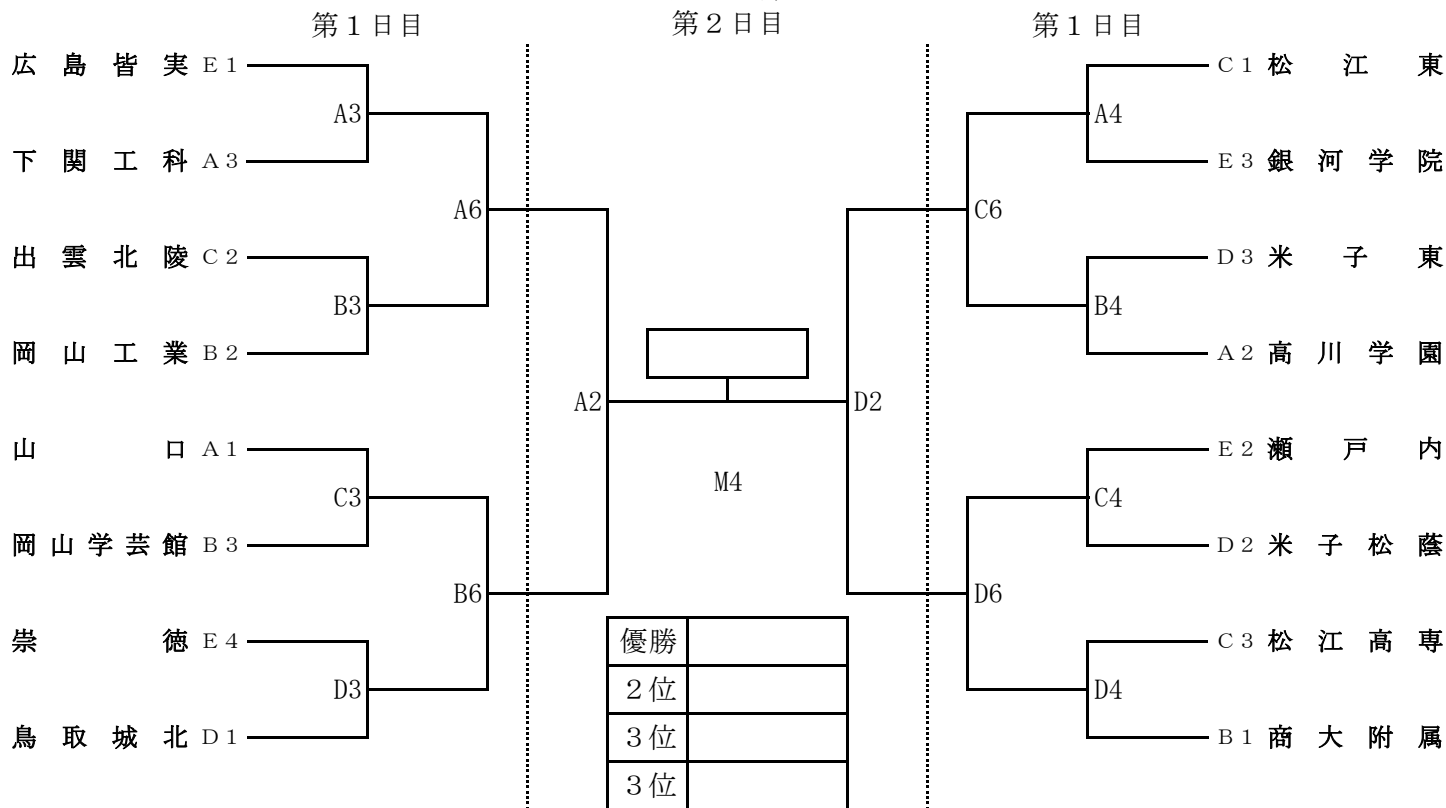 第１日目 第２日目 第１日目
広島皆実 E1 C1 松江東
A3 A4
下関工科 A3 E3 銀河学院
A6 C6
出雲北陵 C2 D3 米子東
B3 B4
岡山工業 B2 A2 高川学園
A2 D2
山口 A1 E2 瀬戸内
C3 M4 C4
岡山学芸館 B3 D2 米子松蔭
B6 D6
崇徳 E4 優勝 C3 松江高専
２位
D3 D4
鳥取城北 D1 ３位 B1 商大附属
３位